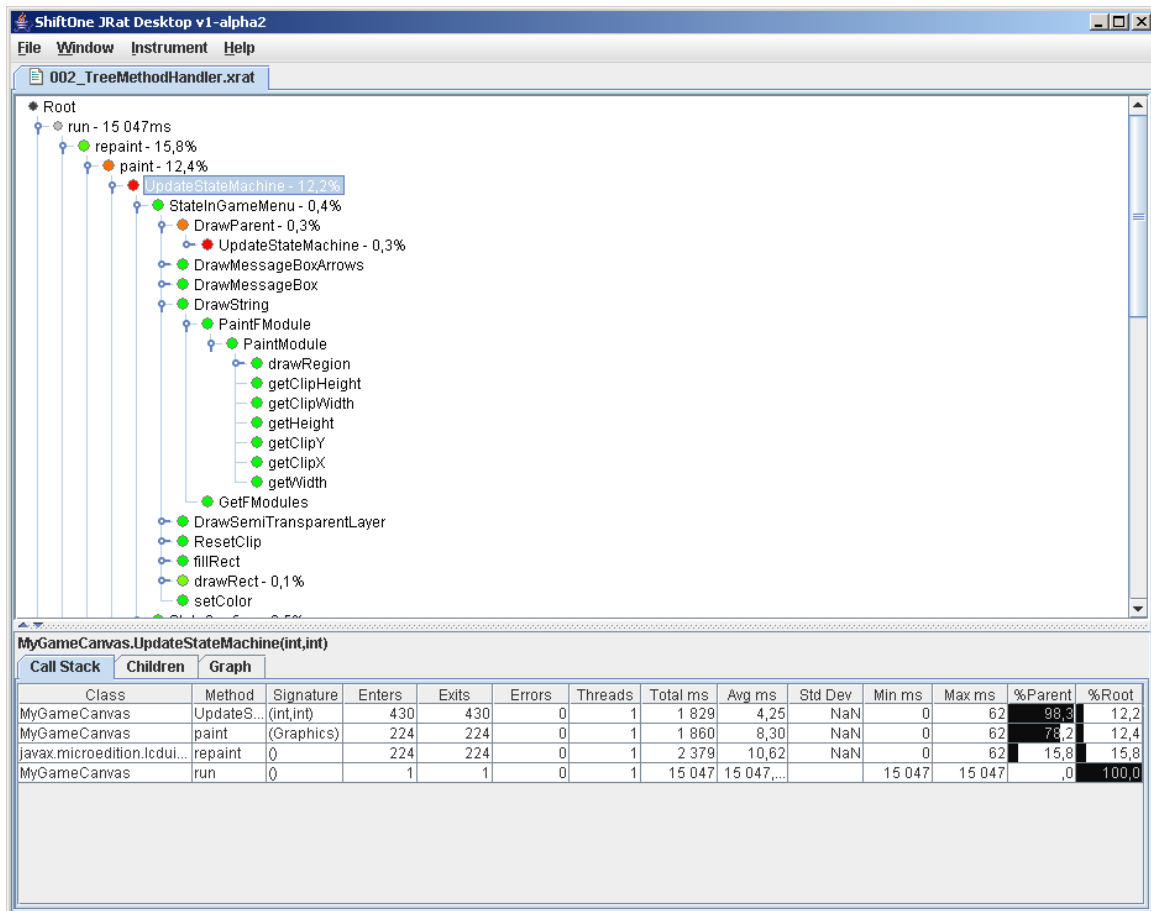 ShiftOne JRat Desktop v1-alpha2
File Window Instrument Help
002_TreeMethodHandler.xrat
Root
run - 15 047ms
repaint - 15,8%
paint - 12,4%
UpdateStateMachine - 12,2%
StateInGameMenu - 0,4%
DrawParent - 0,3%
UpdateStateMachine - 0,3%
DrawMessageBoxArrows
DrawMessageBox
DrawString
PaintFModule
PaintModule
drawRegion
getClipHeight
getClipWidth
getHeight
getClipY
getClipX
getWidth
GetFModules
DrawSemiTransparentLayer
ResetClip
fillRect
drawRect - 0,1%
setColor
MyGameCanvas.UpdateStateMachine(int,int)
Call Stack Children Graph
Class Method Signature Enters Exits Errors Threads Total ms Avg ms Std Dev Min ms Max ms %Parent %Root
MyGameCanvas UpdateS... (int,int) 430 430 0 1 1 829 4,25 NaN 0 62 98,3 12,2
MyGameCanvas paint (Graphics) 224 224 0 1 1 860 8,30 NaN 0 62 78,2 12,4
javax.microedition.lcdui... repaint () 224 224 0 1 2 379 10,62 NaN 0 62 15,8 15,8
MyGameCanvas run () 1 1 0 1 15 047 15 047,... 15 047 15 047 ,0 100,0